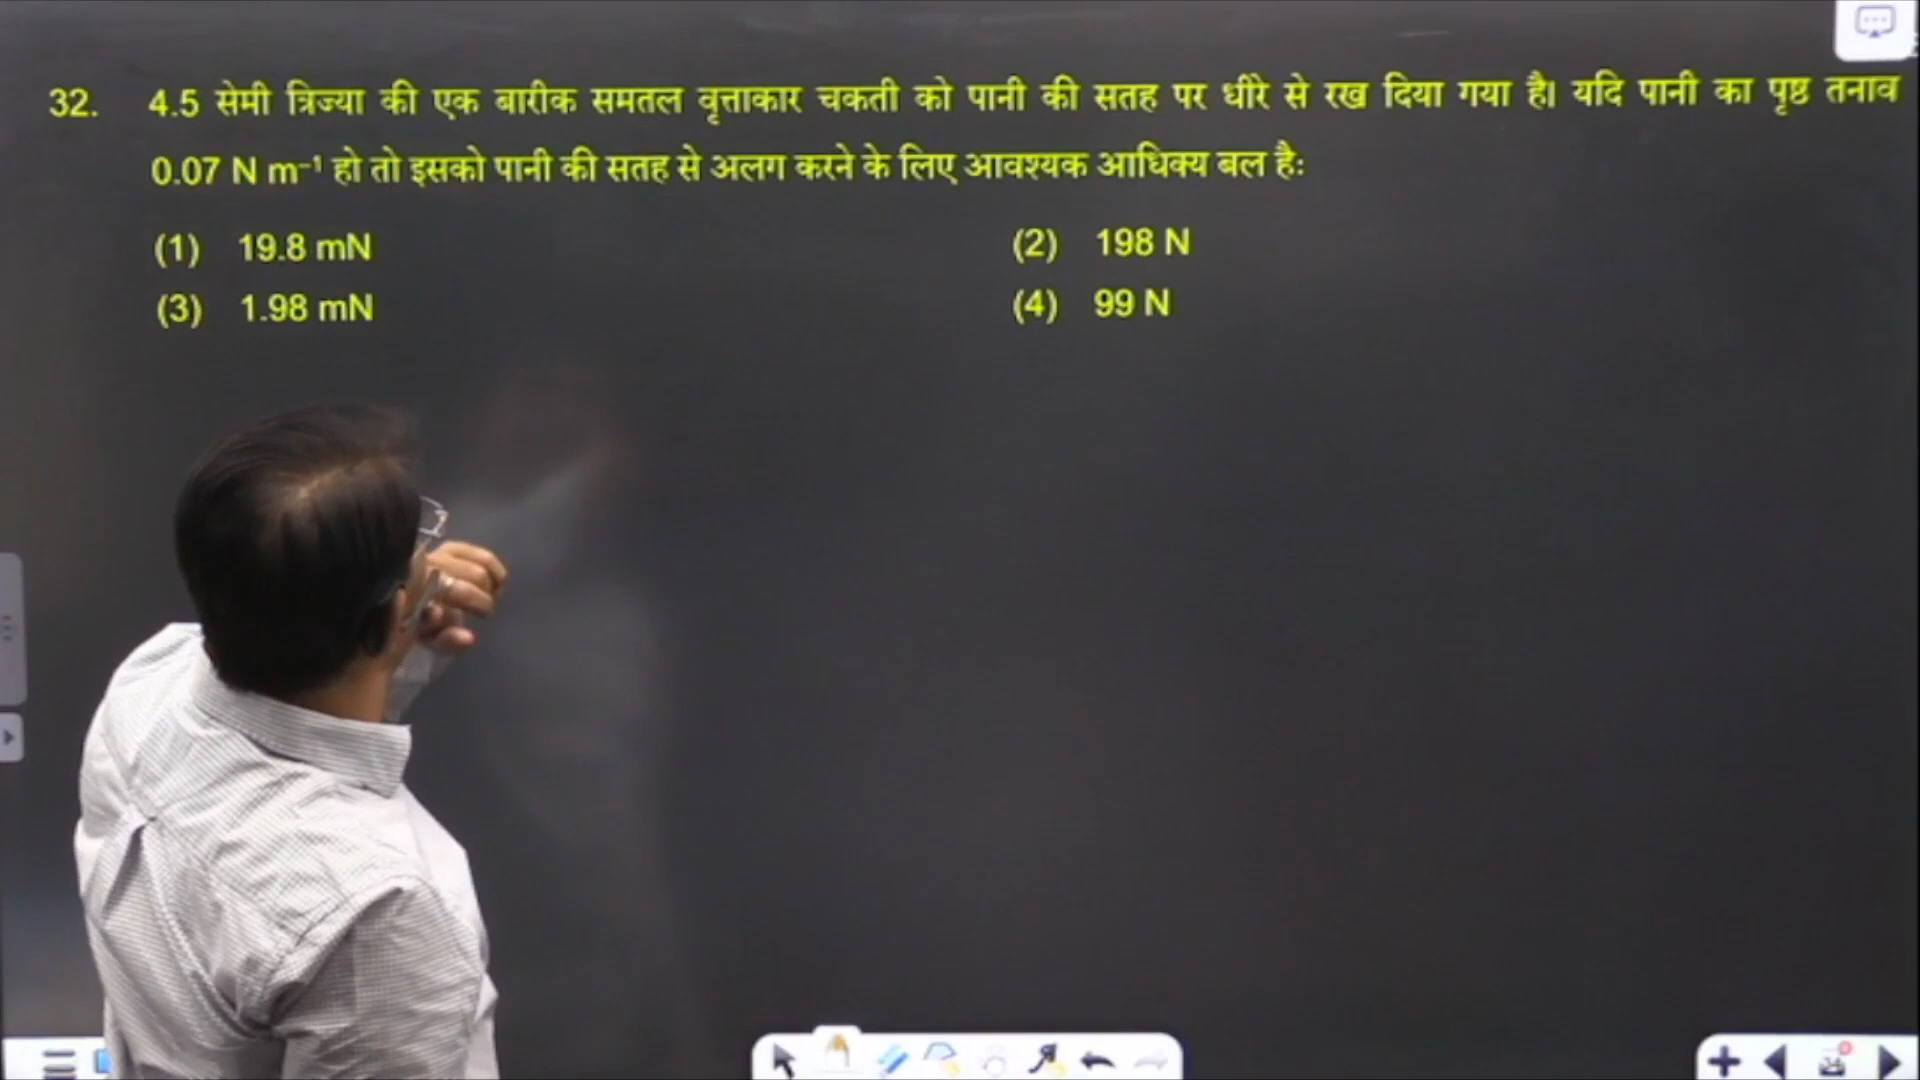 32. 4.5 सेमी त्रिज्या की एक बारीक समतल वृत्ताकार चकती को पानी की सतह पर धीरे से रख दिया गया है। यदि पानी का पृष्ठ तनाव
0.07 N m⁻¹ हो तो इसको पानी की सतह से अलग करने के लिए आवश्यक आधिक्य बल है:
(1) 19.8 mN (2) 198 N
(3) 1.98 mN (4) 99 N